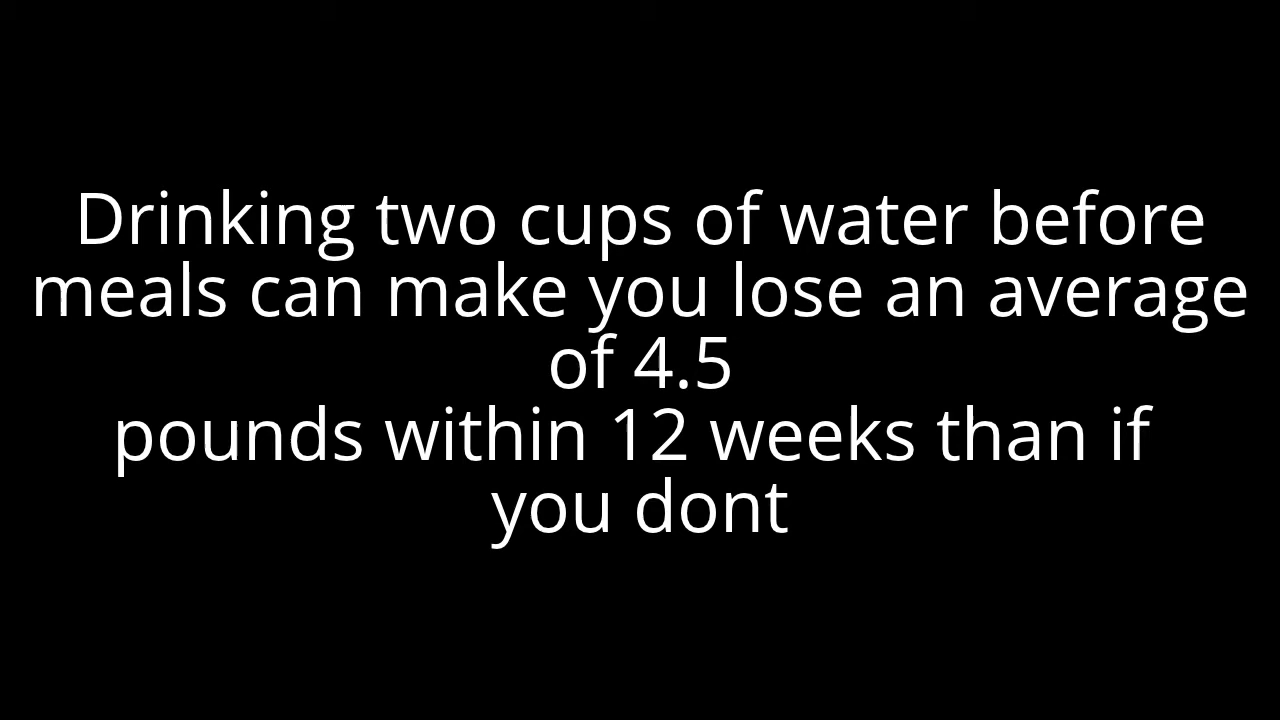 Drinking two cups of water before
meals can make you lose an average
of 4.5
pounds within 12 weeks than if
you dont